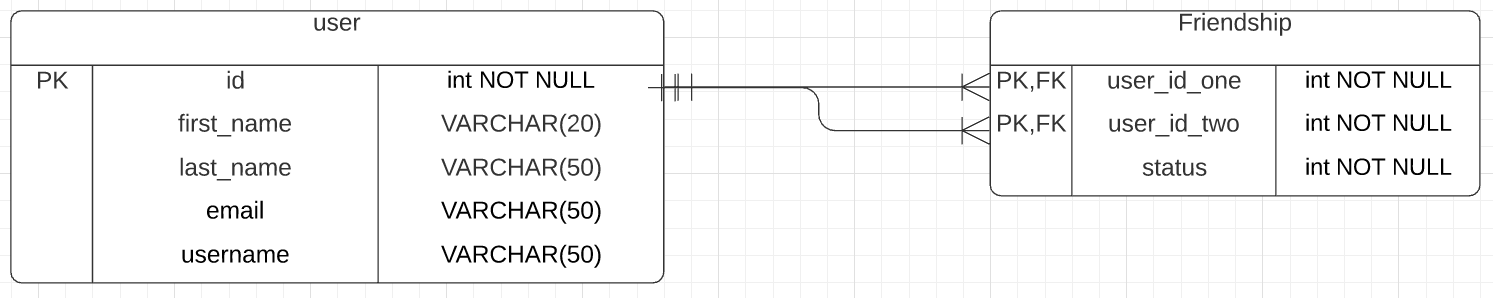 user
PK id int NOT NULL
first_name VARCHAR(20)
last_name VARCHAR(50)
email VARCHAR(50)
username VARCHAR(50)
Friendship
PK,FK user_id_one int NOT NULL
PK,FK user_id_two int NOT NULL
status int NOT NULL